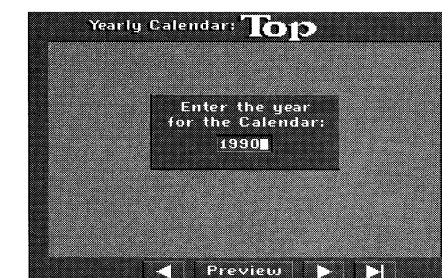 Yearly Calendar: Top
Enter the year
for the Calendar:
1990
Preview